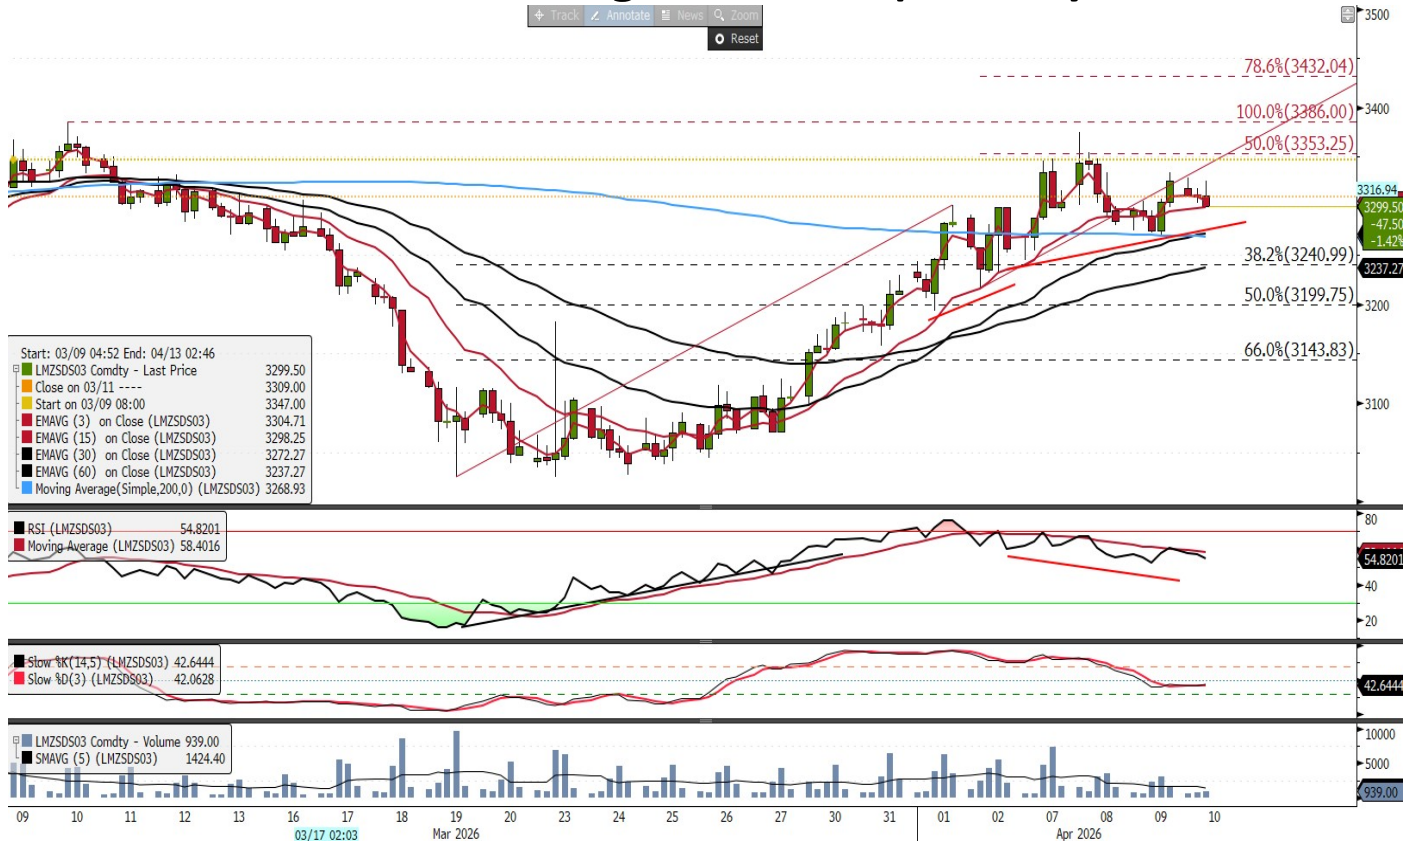 Track Annotate News Zoom
Reset
3500
78.6%(3432.04)
3400
100.0%(3386.00)
50.0%(3353.25)
3316.94
3299.50
-47.50
-1.42%
38.2%(3240.99)
3237.27
50.0%(3199.75)
3200
66.0%(3143.83)
3100
Start: 03/09 04:52 End: 04/13 02:46
LMZSDS03 Comdty - Last Price 3299.50
Close on 03/11 ---- 3309.00
Start on 03/09 08:00 3347.00
EMAVG (3) on Close (LMZSDS03) 3304.71
EMAVG (15) on Close (LMZSDS03) 3298.25
EMAVG (30) on Close (LMZSDS03) 3272.27
EMAVG (60) on Close (LMZSDS03) 3237.27
Moving Average(Simple,200,0) (LMZSDS03) 3268.93
RSI (LMZSDS03) 54.8201
Moving Average (LMZSDS03) 58.4016
80
54.8201
40
20
Slow %K(14,5) (LMZSDS03) 42.6444
Slow %D(3) (LMZSDS03) 42.0628
42.6444
LMZSDS03 Comdty - Volume 939.00
SMAVG (5) (LMZSDS03) 1424.40
10000
5000
939.00
09 10 11 12 13 16 17 18 19 20 23 24 25 26 27 30 31 01 02 07 08 09 10
03/17 02:03 Mar 2026 Apr 2026